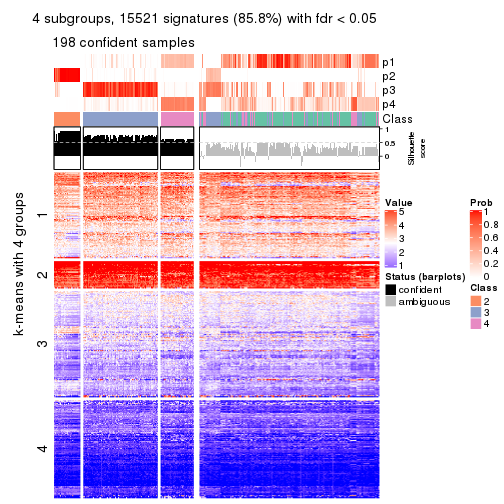 4 subgroups, 15521 signatures (85.8%) with fdr < 0.05
198 confident samples
p1
p2
p3
p4
Class
1
0.5
0
Silhouette
score
k-means with 4 groups
1
2
3
4
Value
5
4
3
2
1
Status (barplots)
confident
ambiguous
Prob
1
0.8
0.6
0.4
0.2
0
Class
2
3
4